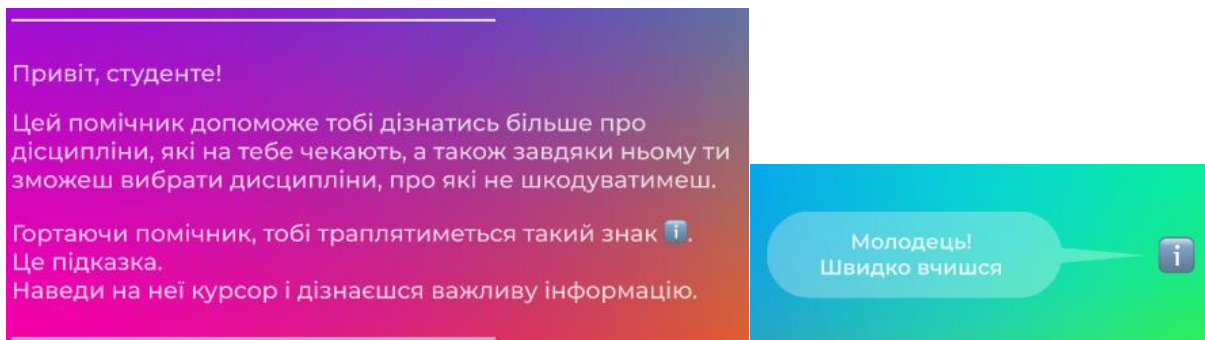 Привіт, студенте!
Цей помічник допоможе тобі дізнатись більше про
дісципліни, які на тебе чекають, а також завдяки ньому ти
зможеш вибрати дисципліни, про які не шкодуватимеш.
Гортаючи помічник, тобі траплятиметься такий знак ℹ️.
Це підказка.
Наведи на неї курсор і дізнаєшся важливу інформацію.
Молодець!
Швидко вчишся
ℹ️